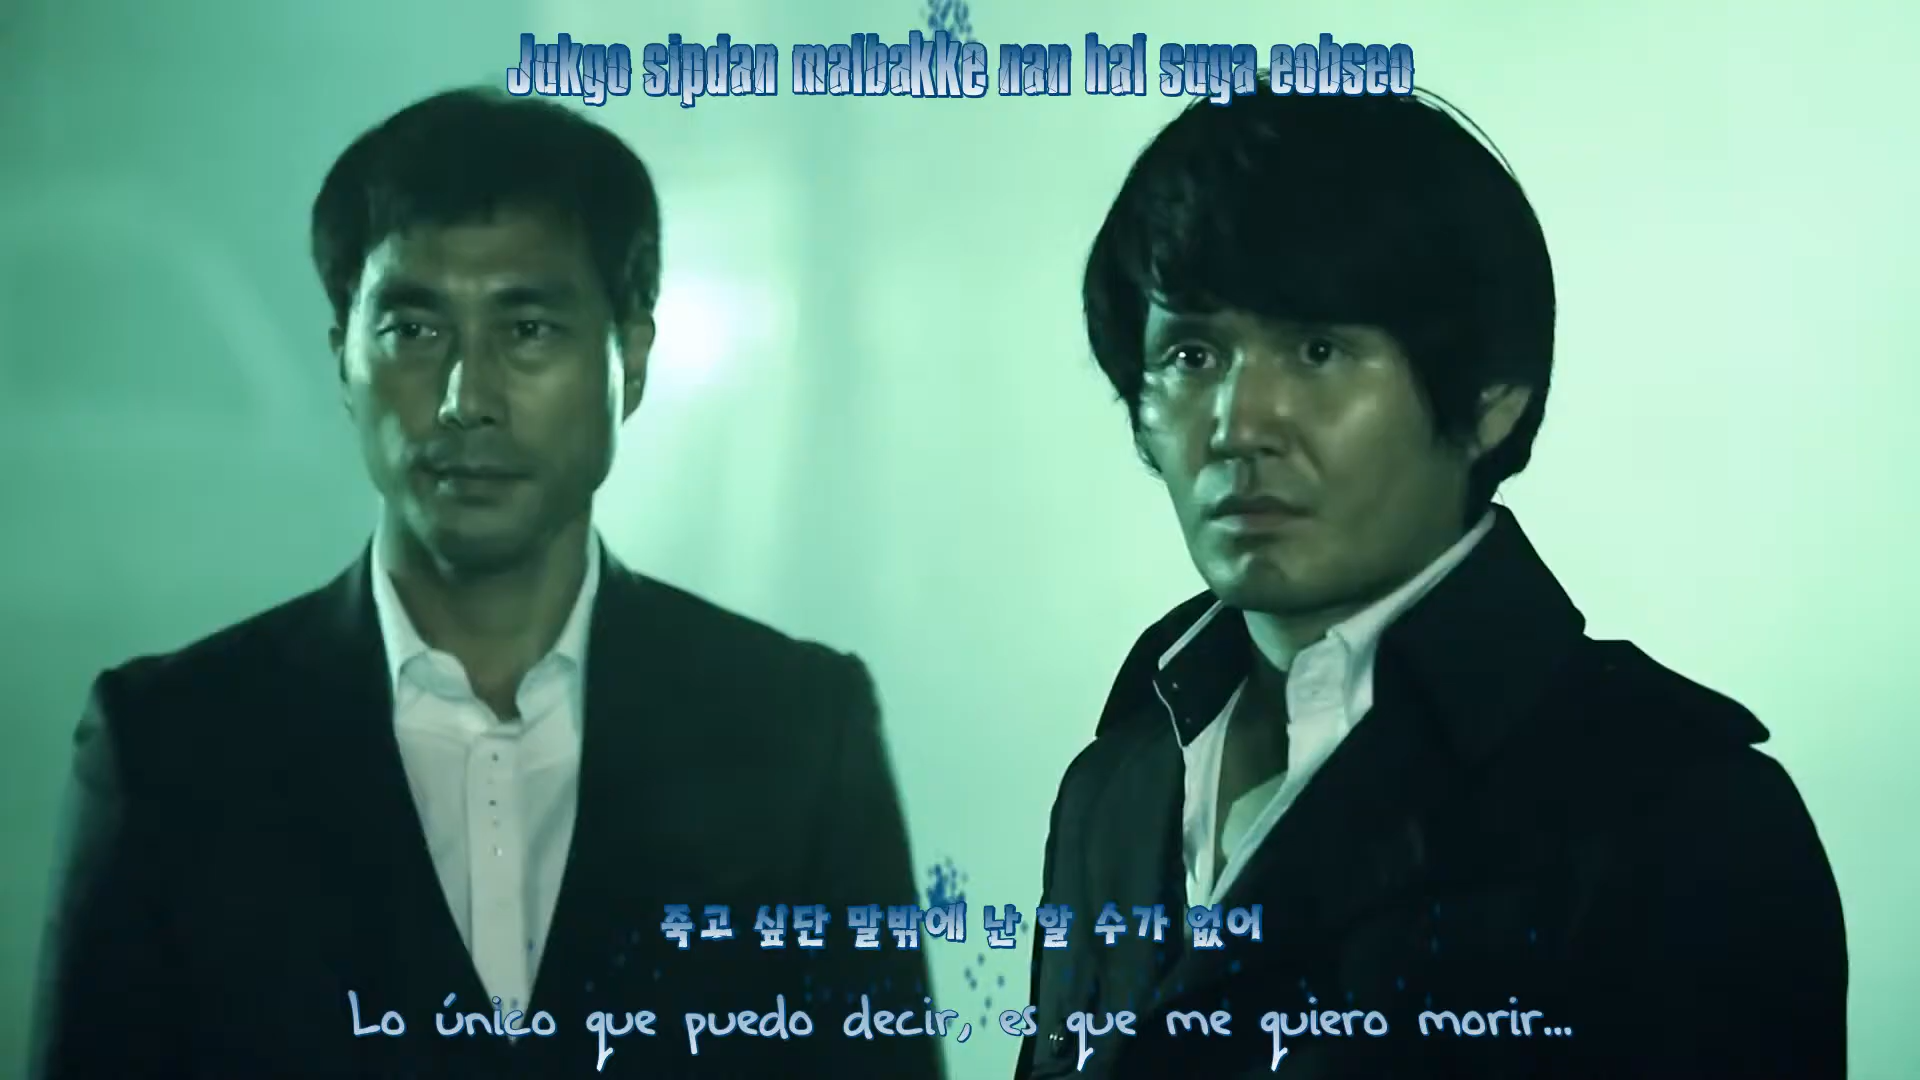 Jukgo sipdan malbakke nan hal suya eobseo
죽고 싶단 말밖에 난 할 수가 없어
Lo único que puedo decir, es que me quiero morir...